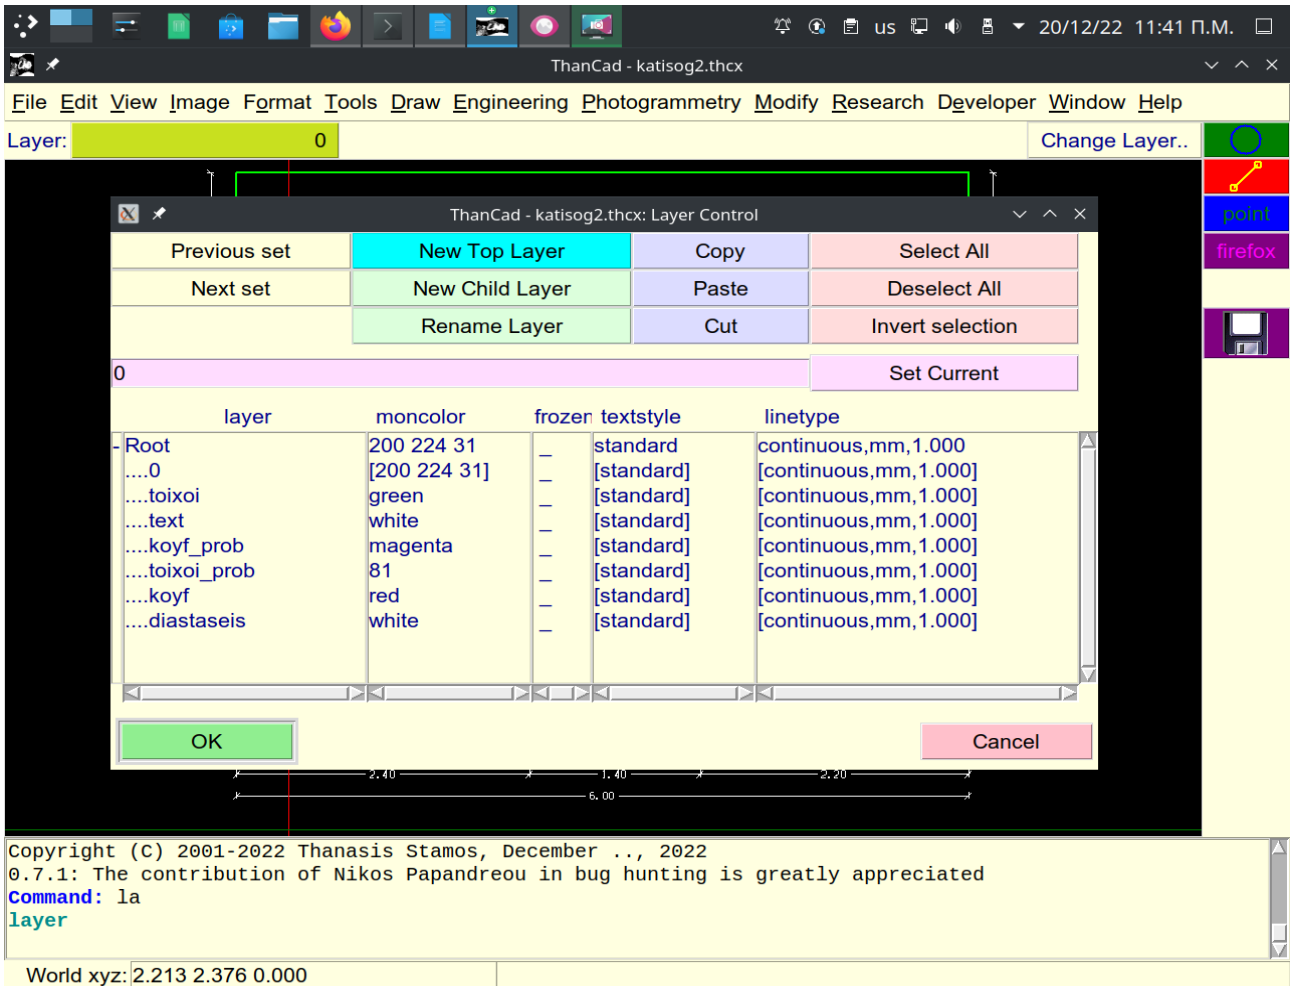 us 20/12/22 11:41 Π.Μ.
ThanCad - katisog2.thcx
File Edit View Image Format Tools Draw Engineering Photogrammetry Modify Research Developer Window Help
Layer: 0 Change Layer..
point
firefox
ThanCad - katisog2.thcx: Layer Control
Previous set New Top Layer Copy Select All
Next set New Child Layer Paste Deselect All
Rename Layer Cut Invert selection
0 Set Current
layer moncolor frozen textstyle linetype
- Root 200 224 31 _ standard continuous,mm,1.000
....0 [200 224 31] _ [standard] [continuous,mm,1.000]
....toixoi green _ [standard] [continuous,mm,1.000]
....text white _ [standard] [continuous,mm,1.000]
....koyf_prob magenta _ [standard] [continuous,mm,1.000]
....toixoi_prob 81 _ [standard] [continuous,mm,1.000]
....koyf red _ [standard] [continuous,mm,1.000]
....diastaseis white _ [standard] [continuous,mm,1.000]
OK Cancel
2.40 1.40 2.20
6.00
Copyright (C) 2001-2022 Thanasis Stamos, December .., 2022
0.7.1: The contribution of Nikos Papandreou in bug hunting is greatly appreciated
Command: la
layer
World xyz: 2.213 2.376 0.000